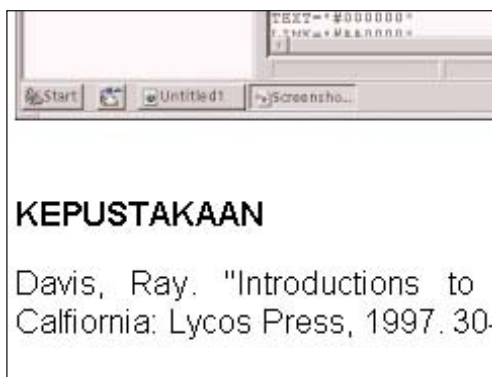 TEXT="#000000"
Start Untitled1 Screensho...
KEPUSTAKAAN
Davis, Ray. "Introductions to
Calfiornia: Lycos Press, 1997. 30